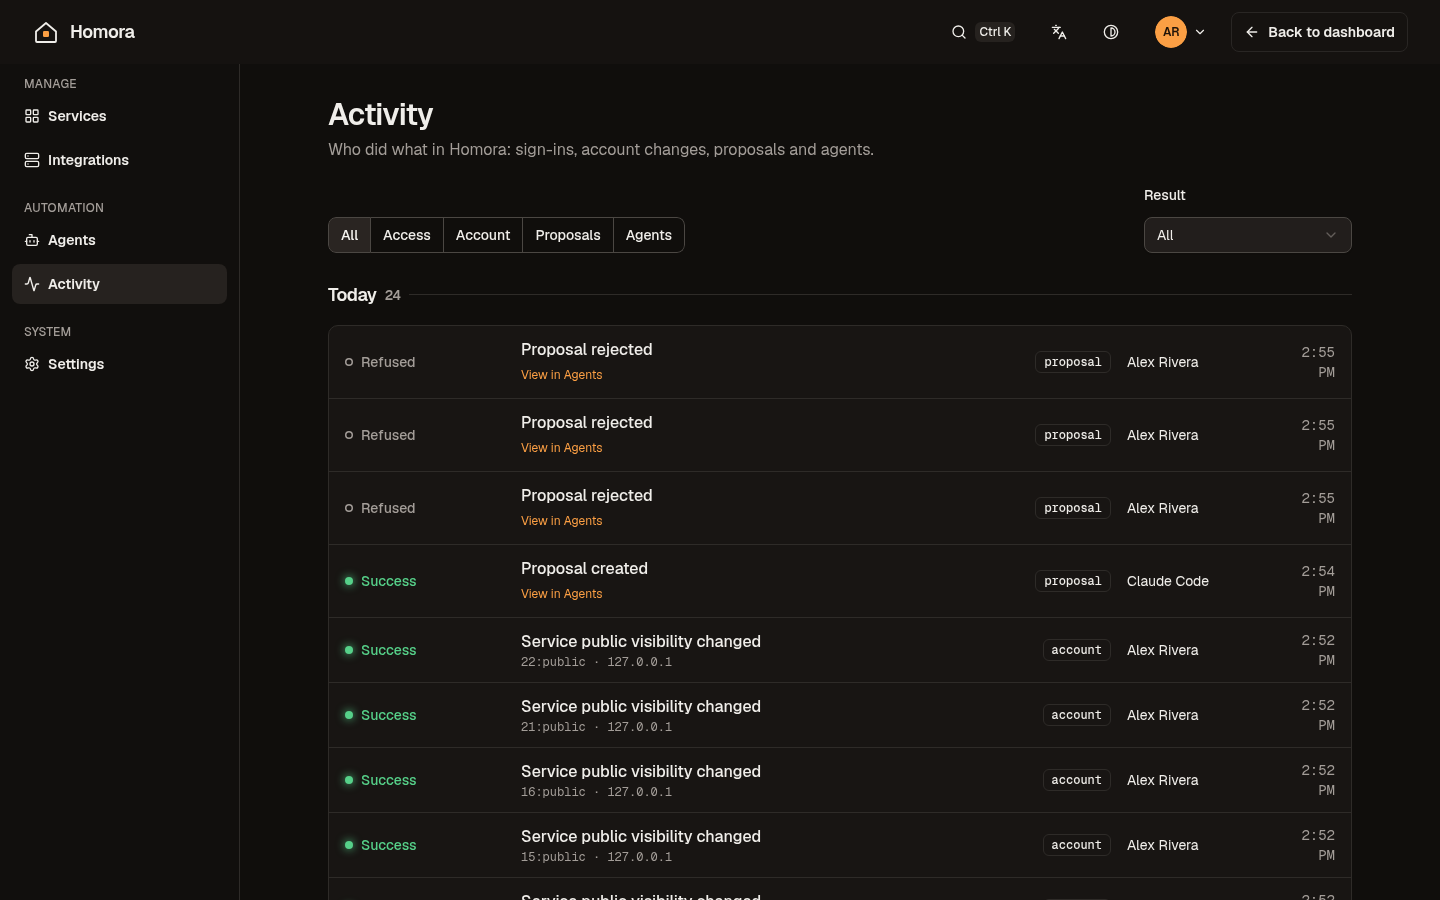 Homora
Ctrl K
AR
Back to dashboard
MANAGE
Services
Integrations
AUTOMATION
Agents
Activity
SYSTEM
Settings
Activity
Who did what in Homora: sign-ins, account changes, proposals and agents.
Result
All Access Account Proposals Agents
All
Today 24
Refused Proposal rejected proposal Alex Rivera 2:55 PM
View in Agents
Refused Proposal rejected proposal Alex Rivera 2:55 PM
View in Agents
Refused Proposal rejected proposal Alex Rivera 2:55 PM
View in Agents
Success Proposal created proposal Claude Code 2:54 PM
View in Agents
Success Service public visibility changed account Alex Rivera 2:52 PM
22:public · 127.0.0.1
Success Service public visibility changed account Alex Rivera 2:52 PM
21:public · 127.0.0.1
Success Service public visibility changed account Alex Rivera 2:52 PM
16:public · 127.0.0.1
Success Service public visibility changed account Alex Rivera 2:52 PM
15:public · 127.0.0.1
Service public visibility changed 2:52